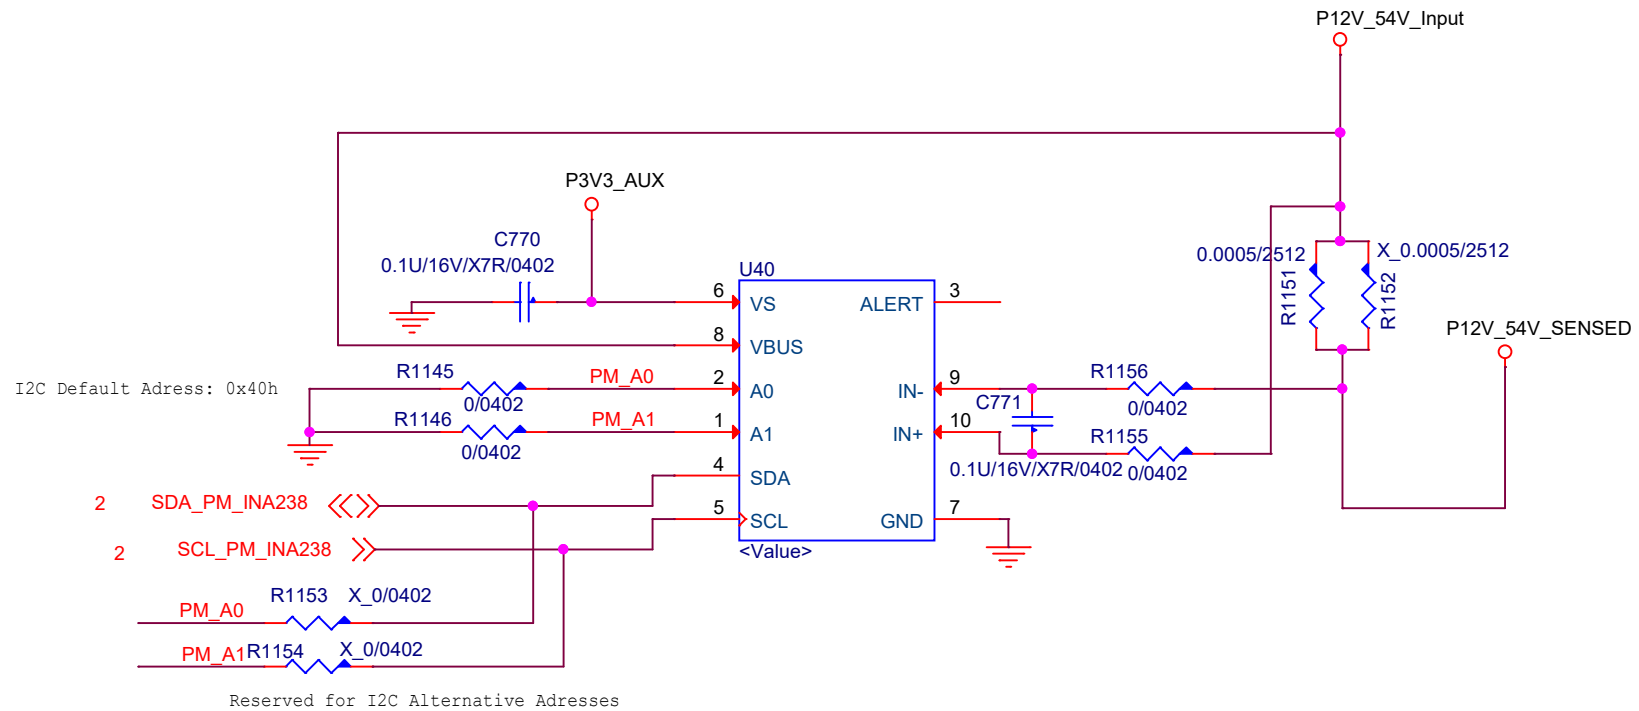 P12V_54V_Input
P3V3_AUX
C770
0.1U/16V/X7R/0402
U40
6
VS
ALERT
3
8
VBUS
0.0005/2512
X_0.0005/2512
R1151
R1152
P12V_54V_SENSED
I2C Default Adress: 0x40h
R1145
0/0402
PM_A0
2
A0
IN-
9
R1156
0/0402
C771
0.1U/16V/X7R/0402
R1146
0/0402
PM_A1
1
A1
IN+
10
R1155
0/0402
4
SDA
2
SDA_PM_INA238
5
SCL
GND
7
2
SCL_PM_INA238
<Value>
PM_A0
R1153
X_0/0402
PM_A1
R1154
X_0/0402
Reserved for I2C Alternative Adresses